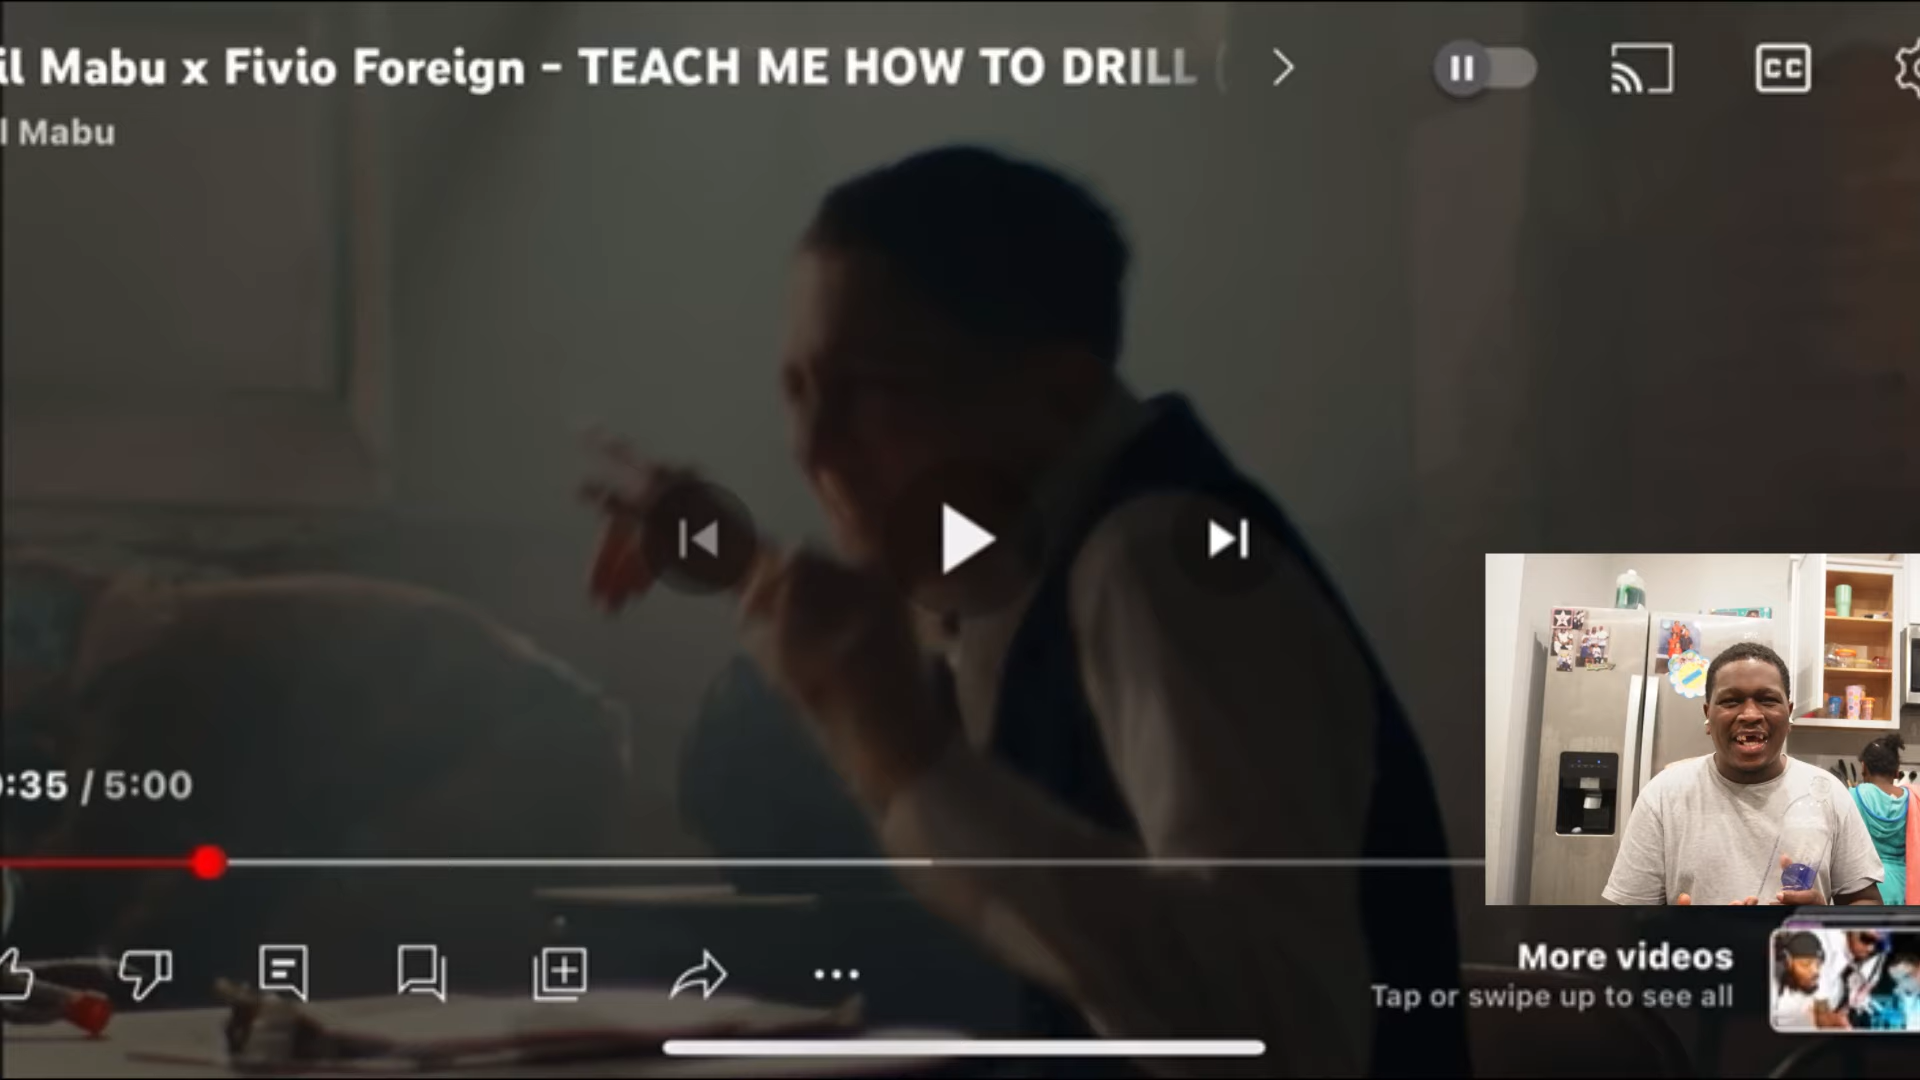 il Mabu x Fivio Foreign - TEACH ME HOW TO DRILL (
CC
l Mabu
:35 / 5:00
More videos
Tap or swipe up to see all